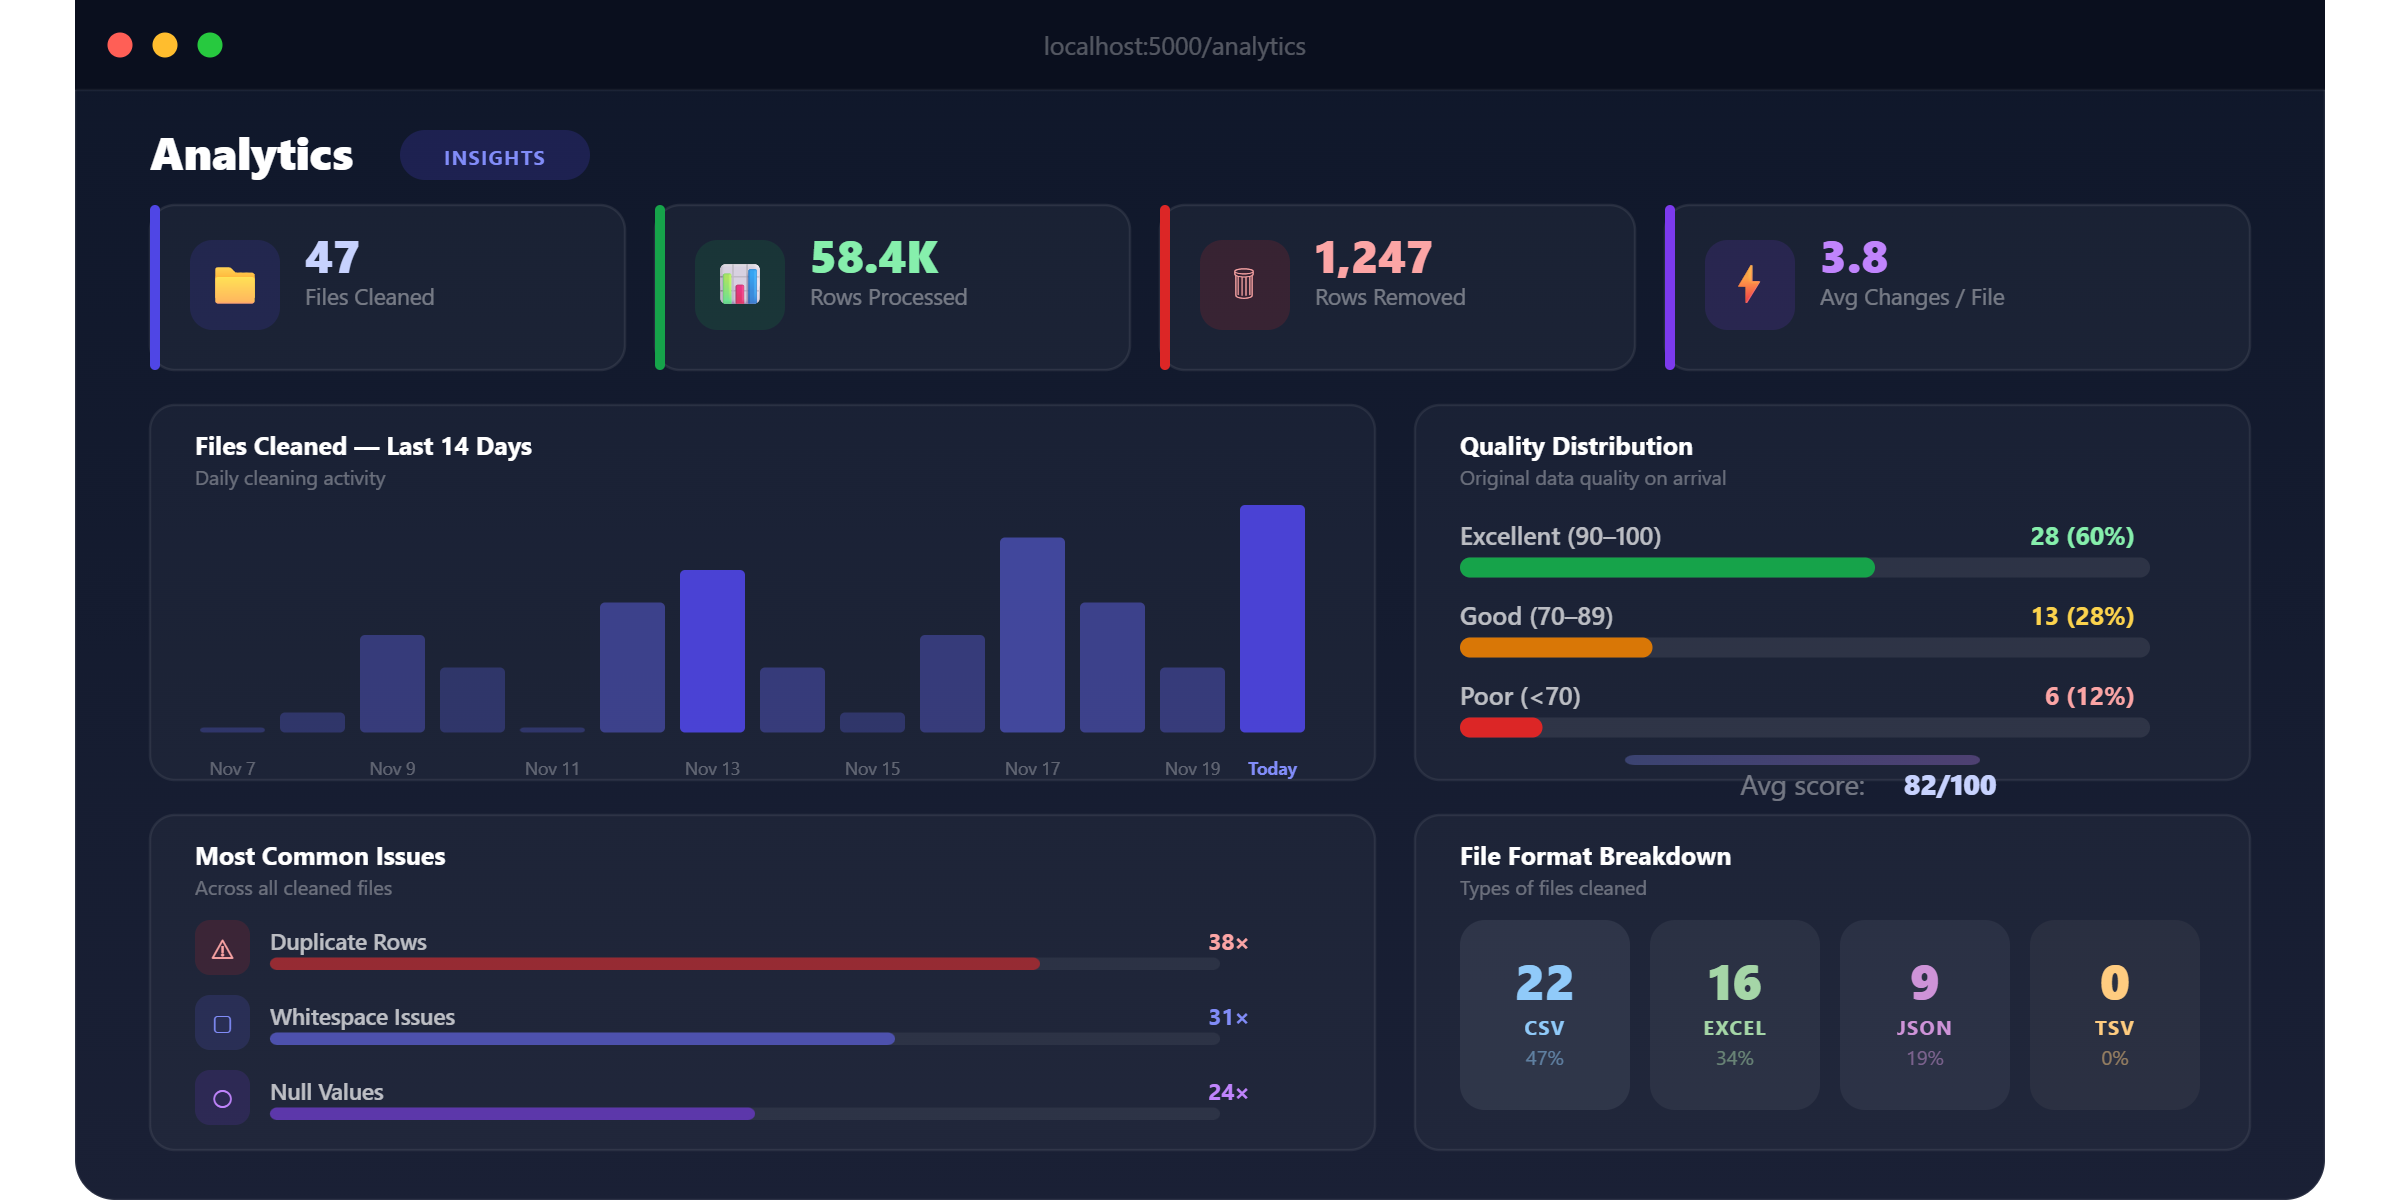 localhost:5000/analytics
Analytics
INSIGHTS
47
Files Cleaned
58.4K
Rows Processed
1,247
Rows Removed
3.8
Avg Changes / File
Files Cleaned — Last 14 Days
Daily cleaning activity
Nov 7
Nov 9
Nov 11
Nov 13
Nov 15
Nov 17
Nov 19
Today
Quality Distribution
Original data quality on arrival
Excellent (90–100)
28 (60%)
Good (70–89)
13 (28%)
Poor (<70)
6 (12%)
Avg score: 82/100
Most Common Issues
Across all cleaned files
Duplicate Rows
38×
Whitespace Issues
31×
Null Values
24×
File Format Breakdown
Types of files cleaned
22
CSV
47%
16
EXCEL
34%
9
JSON
19%
0
TSV
0%